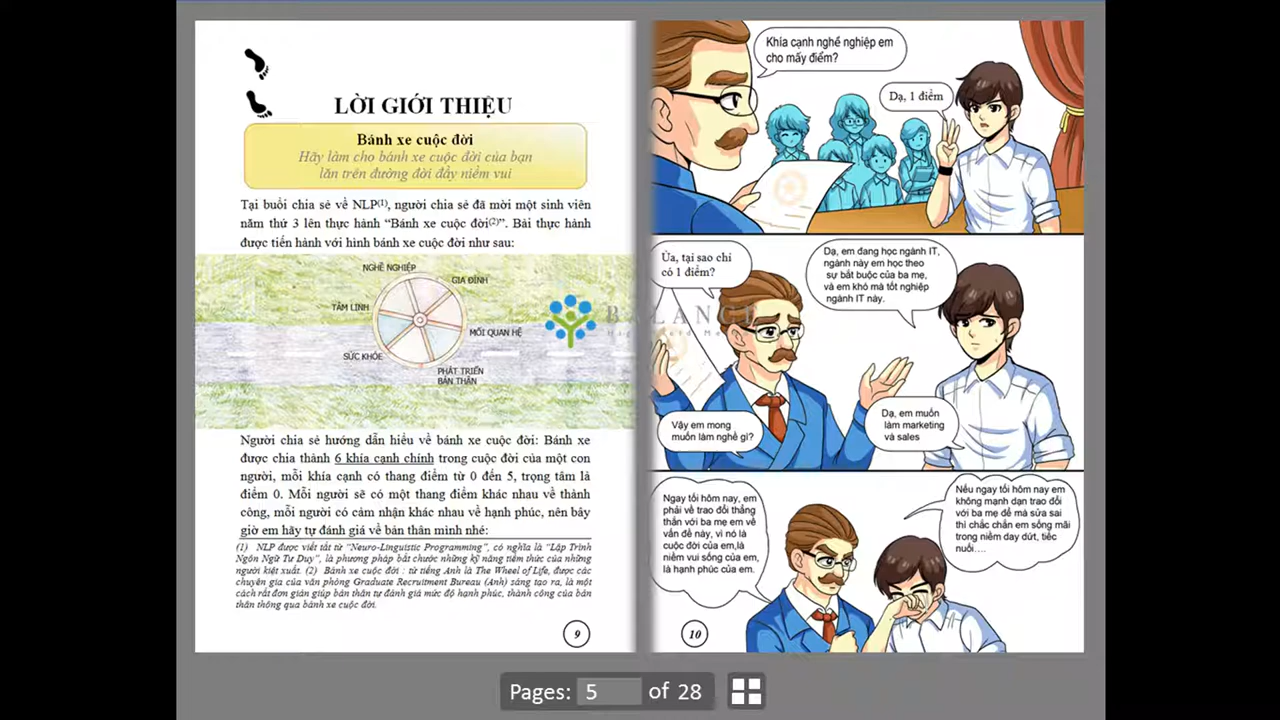 LỜI GIỚI THIỆU
Bánh xe cuộc đời
Hãy làm cho bánh xe cuộc đời của bạn
lăn trên đường đời đầy niềm vui
Tại buổi chia sẻ về NLP(1), người chia sẻ đã mời một sinh viên
năm thứ 3 lên thực hành “Bánh xe cuộc đời(2)”. Bài thực hành
được tiến hành với hình bánh xe cuộc đời như sau:
NGHỀ NGHIỆP
GIA ĐÌNH
TÂM LINH
MỐI QUAN HỆ
SỨC KHỎE
PHÁT TRIỂN
BẢN THÂN
Người chia sẻ hướng dẫn hiểu về bánh xe cuộc đời: Bánh xe
được chia thành 6 khía cạnh chính trong cuộc đời của một con
người, mỗi khía cạnh có thang điểm từ 0 đến 5, trọng tâm là
điểm 0. Mỗi người sẽ có một thang điểm khác nhau về thành
công, mỗi người có cảm nhận khác nhau về hạnh phúc, nên bây
giờ em hãy tự đánh giá về bản thân mình nhé:
(1) NLP được viết tắt từ “Neuro-Linguistic Programming”, có nghĩa là “Lập Trình
Ngôn Ngữ Tư Duy”, là phương pháp bắt chước những kỹ năng tiềm thức của những
người kiệt xuất. (2) Bánh xe cuộc đời : từ tiếng Anh là The Wheel of Life, được các
chuyên gia của văn phòng Graduate Recruitment Bureau (Anh) sáng tạo ra, là một
cách rất đơn giản giúp bản thân tự đánh giá mức độ hạnh phúc, thành công của bản
thân thông qua bánh xe cuộc đời.
9
Khía cạnh nghề nghiệp em
cho mấy điểm?
Dạ, 1 điểm
Ủa, tại sao chỉ
có 1 điểm?
Dạ, em đang học ngành IT,
ngành này em học theo
sự bắt buộc của ba mẹ,
và em khó mà tốt nghiệp
ngành IT này.
BALANCE
Vậy em mong
muốn làm nghề gì?
Dạ, em muốn
làm marketing
và sales
Ngay tối hôm nay, em
phải về trao đổi thẳng
thắn với ba mẹ em về
vấn đề này, vì nó là
cuộc đời của em,là
niềm vui sống của em,
là hạnh phúc của em.
Nếu ngay tối hôm nay em
không mạnh dạn trao đổi
với ba mẹ để mà sửa sai
thì chắc chắn em sống mãi
trong niềm day dứt, tiếc
nuối....
10
Pages: 5 of 28